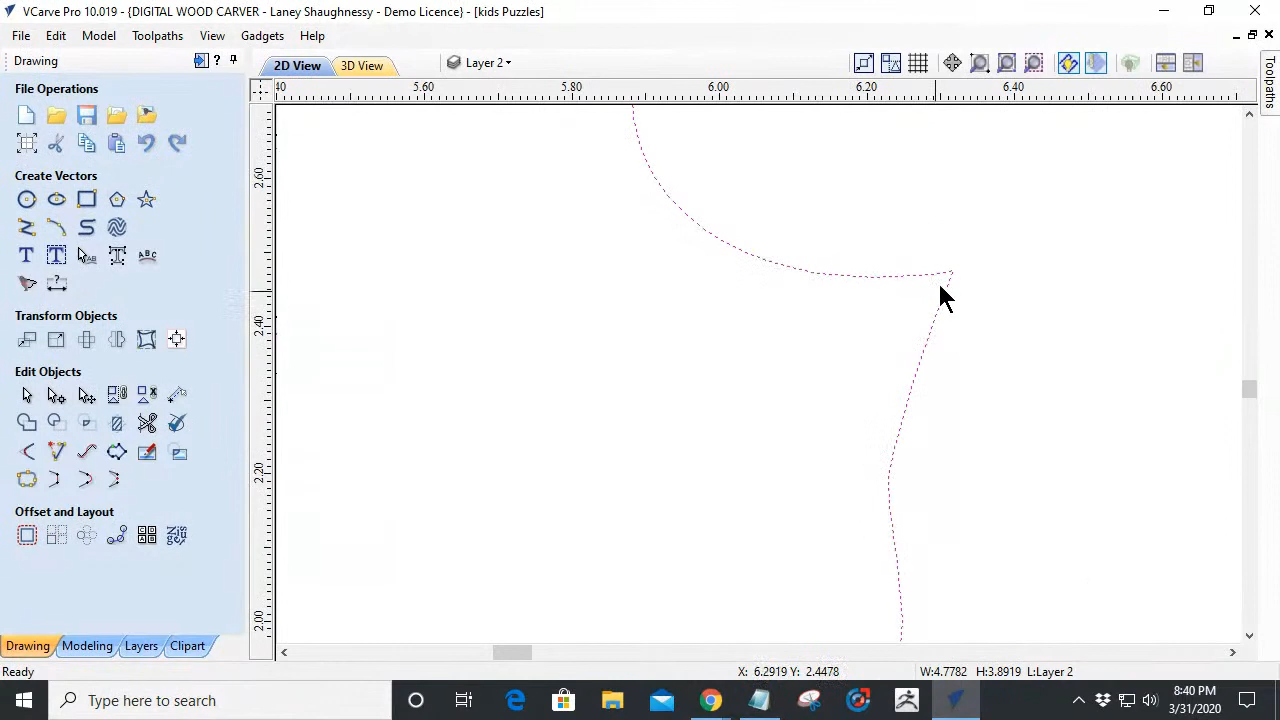 VCarve Pro 10.019 - {DIGITAL WOOD CARVER - Laney Shaughnessy - Demo Licence} - [kids Puzzles]
File Edit Model Toolpaths View Gadgets Help
Drawing
2D View 3D View Layer 2
File Operations
Create Vectors
Transform Objects
Edit Objects
Offset and Layout
40 5.60 5.80 6.00 6.20 6.40 6.60
2.60
2.40
2.20
2.00
Toolpaths
Drawing Modeling Layers Clipart
Ready X: 6.2919 Y: 2.4478 W:4.7782 H:3.8919 L:Layer 2
Type here to search
8:40 PM
3/31/2020